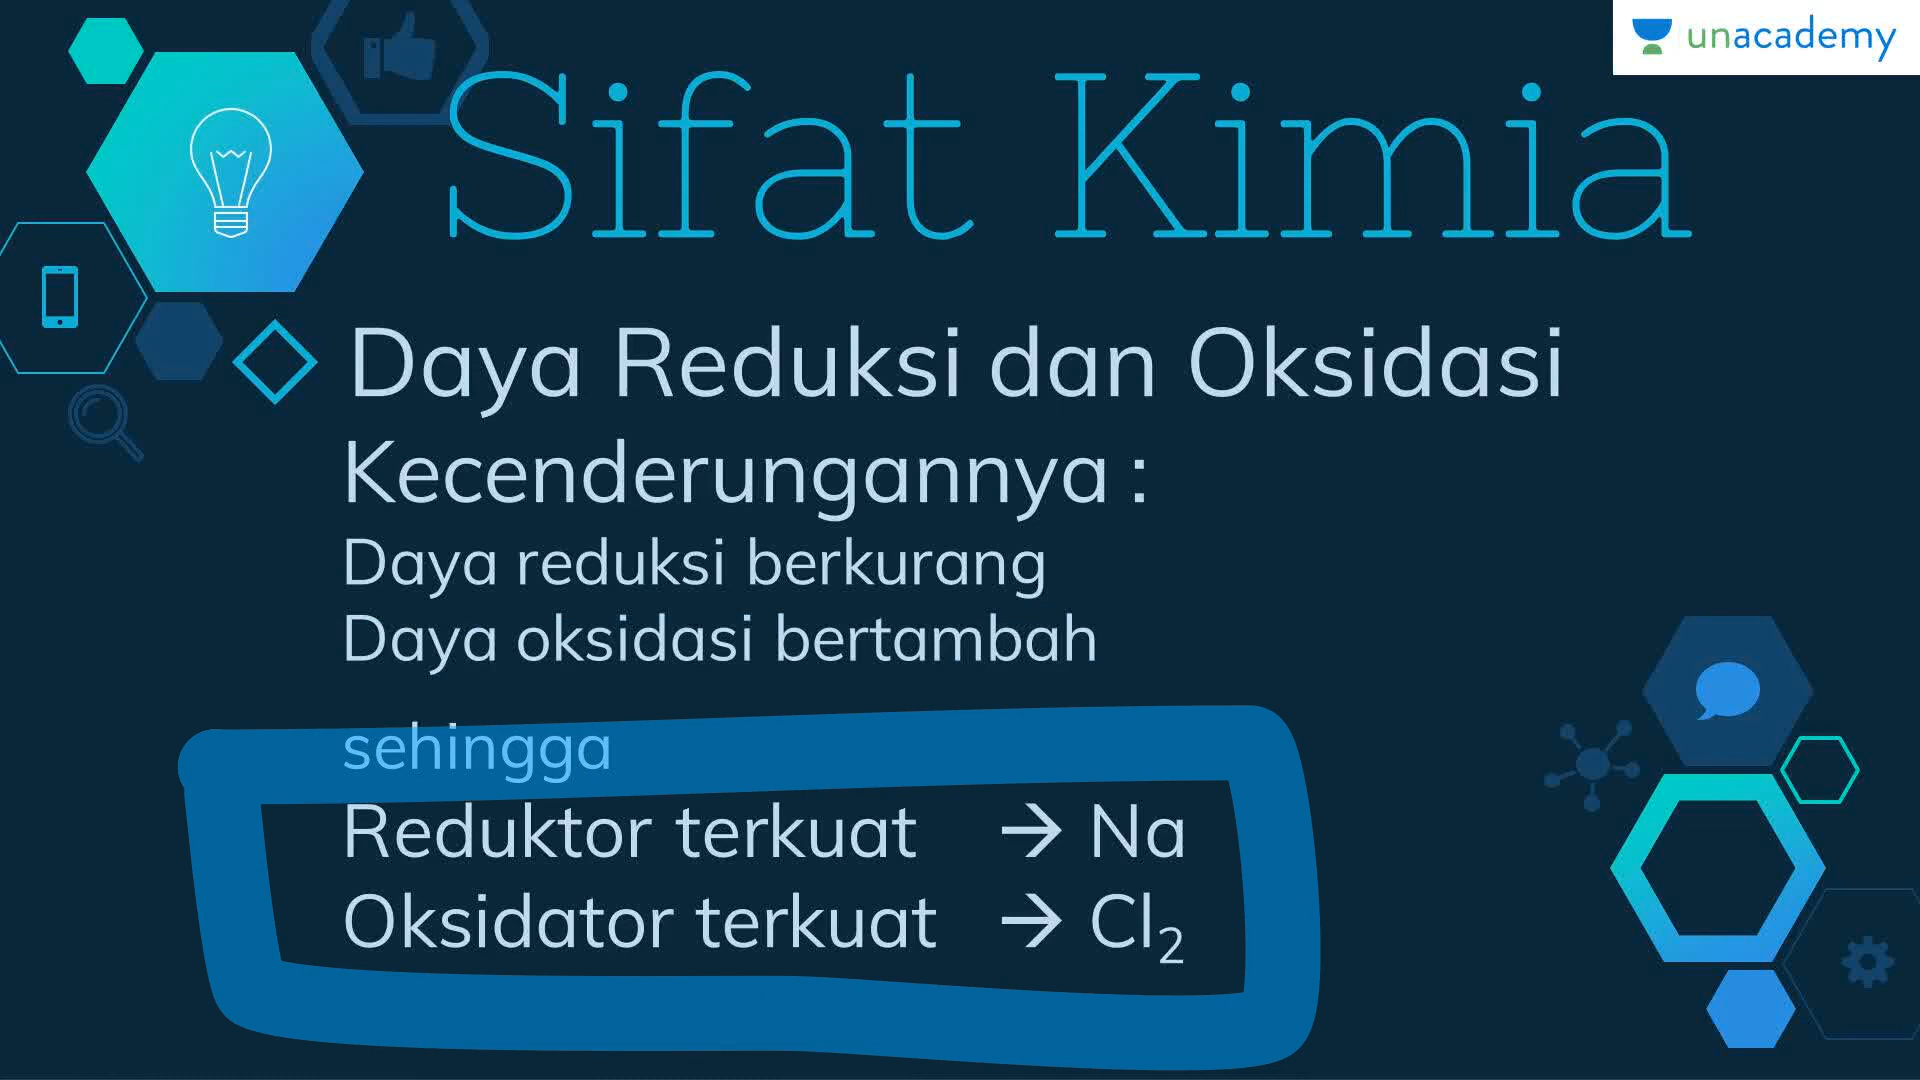 unacademy
Sifat Kimia
Daya Reduksi dan Oksidasi
Kecenderungannya :
Daya reduksi berkurang
Daya oksidasi bertambah
sehingga
Reduktor terkuat → Na
Oksidator terkuat → Cl₂